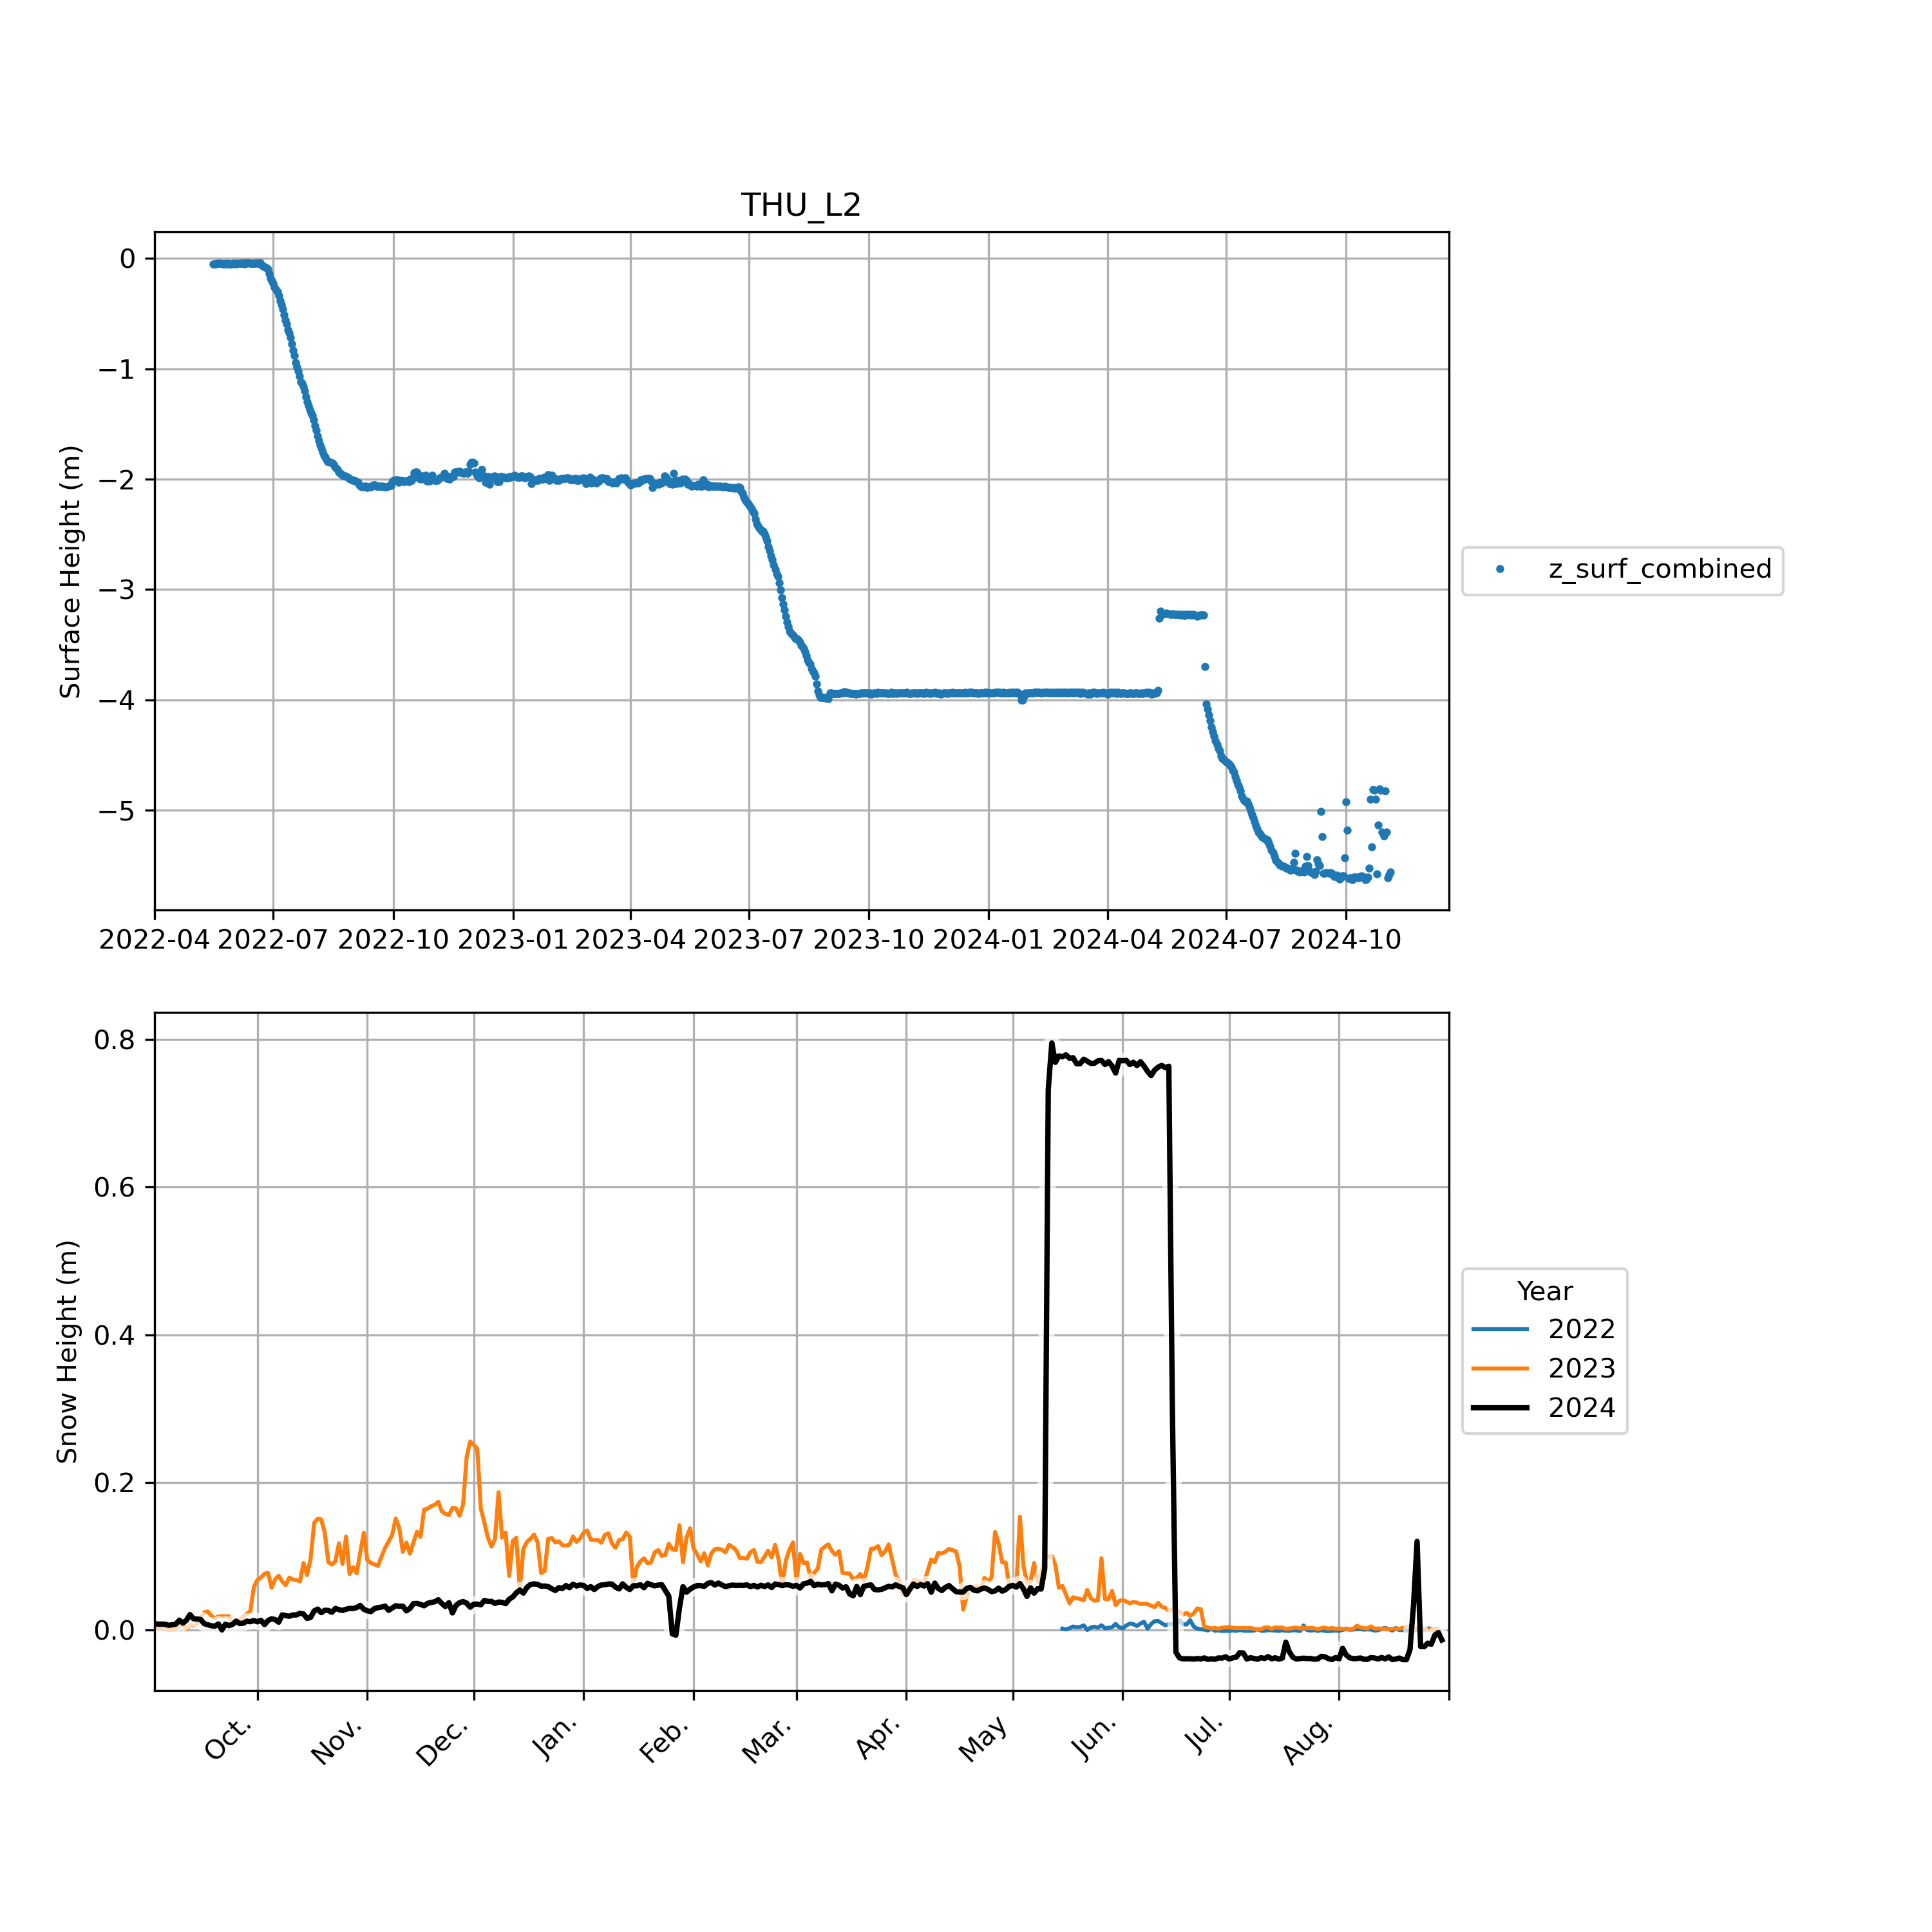 THU_L2
Surface Height (m)
0
−1
−2
−3
−4
−5
2022-04 2022-07 2022-10 2023-01 2023-04 2023-07 2023-10 2024-01 2024-04 2024-07 2024-10
z_surf_combined
Snow Height (m)
0.8
0.6
0.4
0.2
0.0
Oct. Nov. Dec. Jan. Feb. Mar. Apr. May Jun. Jul. Aug.
Year
2022
2023
2024